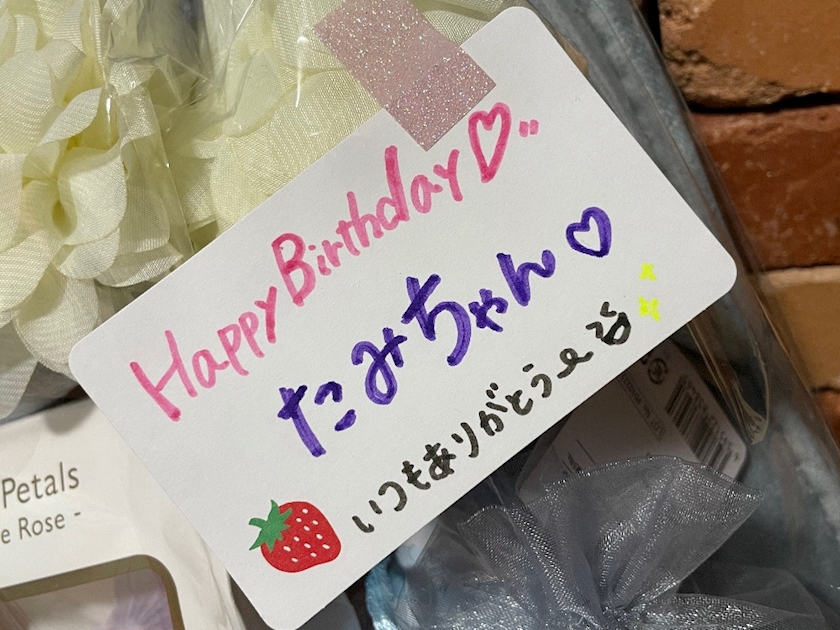 Happy Birthday♡
たみちゃん♡
いつもありがとう
Petals
e Rose -